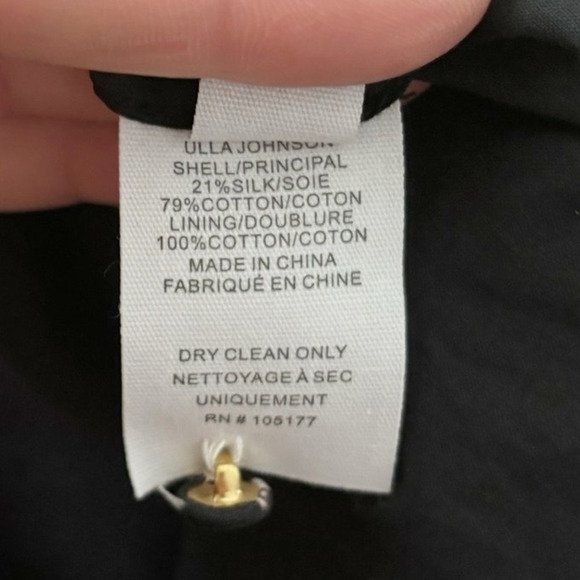 ULLA JOHNSON
SHELL/PRINCIPAL
21%SILK/SOIE
79%COTTON/COTON
LINING/DOUBLURE
100%COTTON/COTON
MADE IN CHINA
FABRIQUÉ EN CHINE
DRY CLEAN ONLY
NETTOYAGE À SEC
UNIQUEMENT
RN # 105177